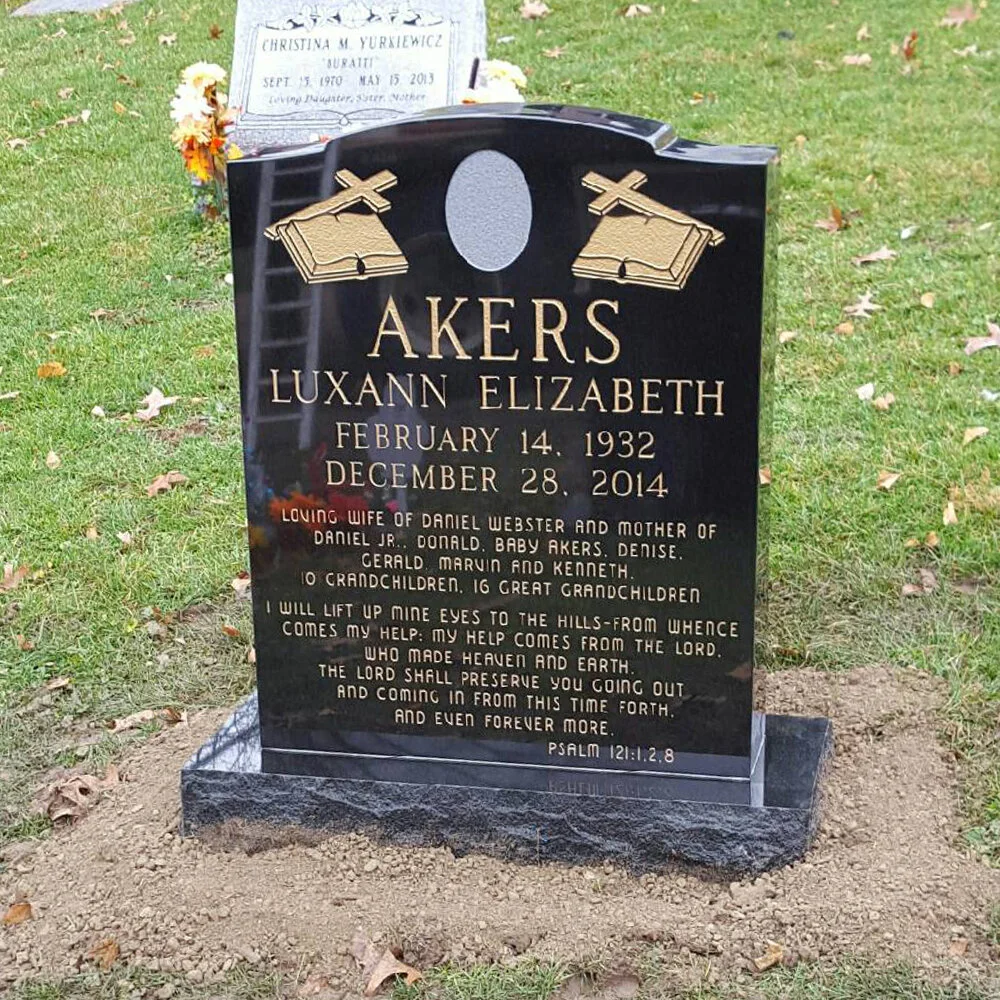 CHRISTINA M. YURKIEWICZ
"BURATTI"
SEPT 15, 1970 MAY 15 2013
Loving Daughter, Sister, Mother
AKERS
LUXANN ELIZABETH
FEBRUARY 14, 1932
DECEMBER 28, 2014
LOVING WIFE OF DANIEL WEBSTER AND MOTHER OF
DANIEL JR., DONALD, BABY AKERS, DENISE,
GERALD, MARVIN AND KENNETH.
10 GRANDCHILDREN, 16 GREAT GRANDCHILDREN
I WILL LIFT UP MINE EYES TO THE HILLS-FROM WHENCE
COMES MY HELP: MY HELP COMES FROM THE LORD,
WHO MADE HEAVEN AND EARTH.
THE LORD SHALL PRESERVE YOU GOING OUT
AND COMING IN FROM THIS TIME FORTH,
AND EVEN FOREVER MORE.
PSALM 121:1,2,8